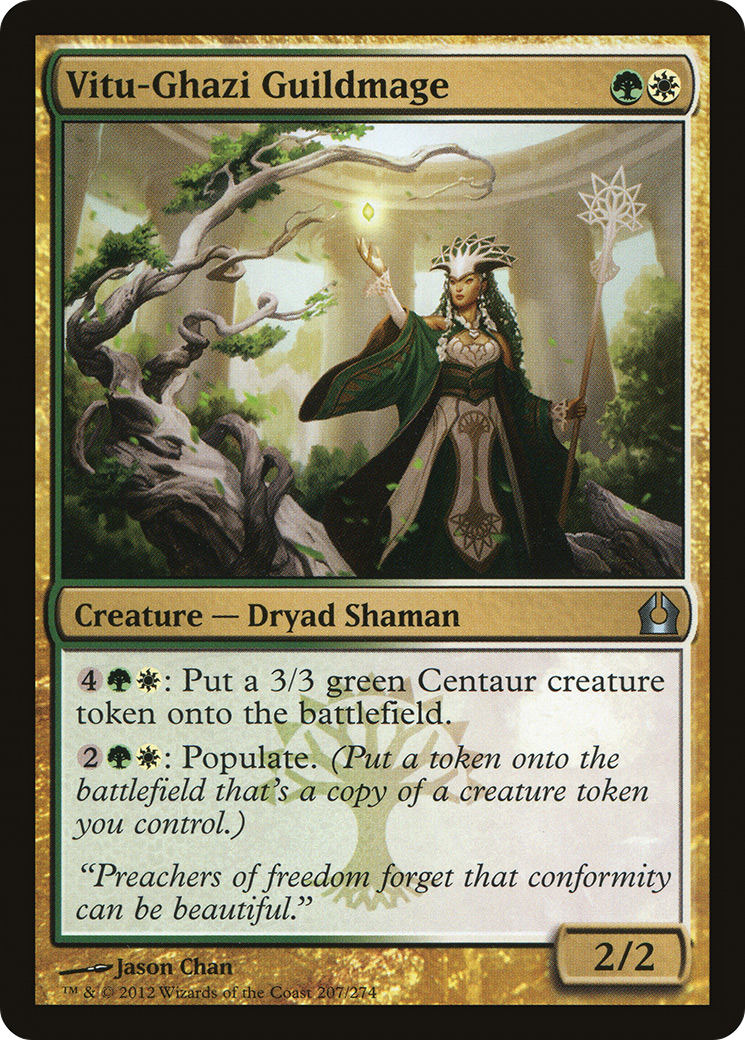 Vitu-Ghazi Guildmage
Creature — Dryad Shaman
4: Put a 3/3 green Centaur creature
token onto the battlefield.
2: Populate. (Put a token onto the
battlefield that's a copy of a creature token
you control.)
“Preachers of freedom forget that conformity
can be beautiful.”
2/2
Jason Chan
™ & © 2012 Wizards of the Coast 207/274